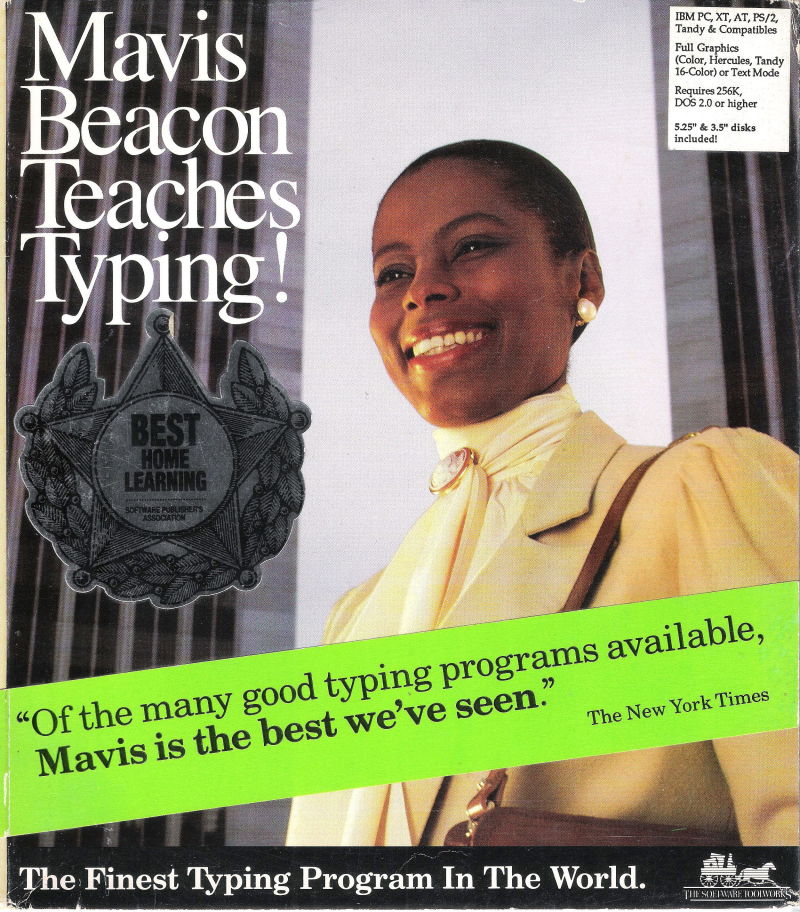 Mavis
Beacon
Teaches
Typing!
IBM PC, XT, AT, PS/2,
Tandy & Compatibles
Full Graphics
(Color, Hercules, Tandy
16-Color) or Text Mode
Requires 256K,
DOS 2.0 or higher
5.25" & 3.5" disks
included!
BEST
HOME
LEARNING
SOFTWARE PUBLISHER'S
ASSOCIATION
“Of the many good typing programs available,
Mavis is the best we’ve seen.”
The New York Times
The Finest Typing Program In The World.
THE SOFTWARE TOOLWORKS